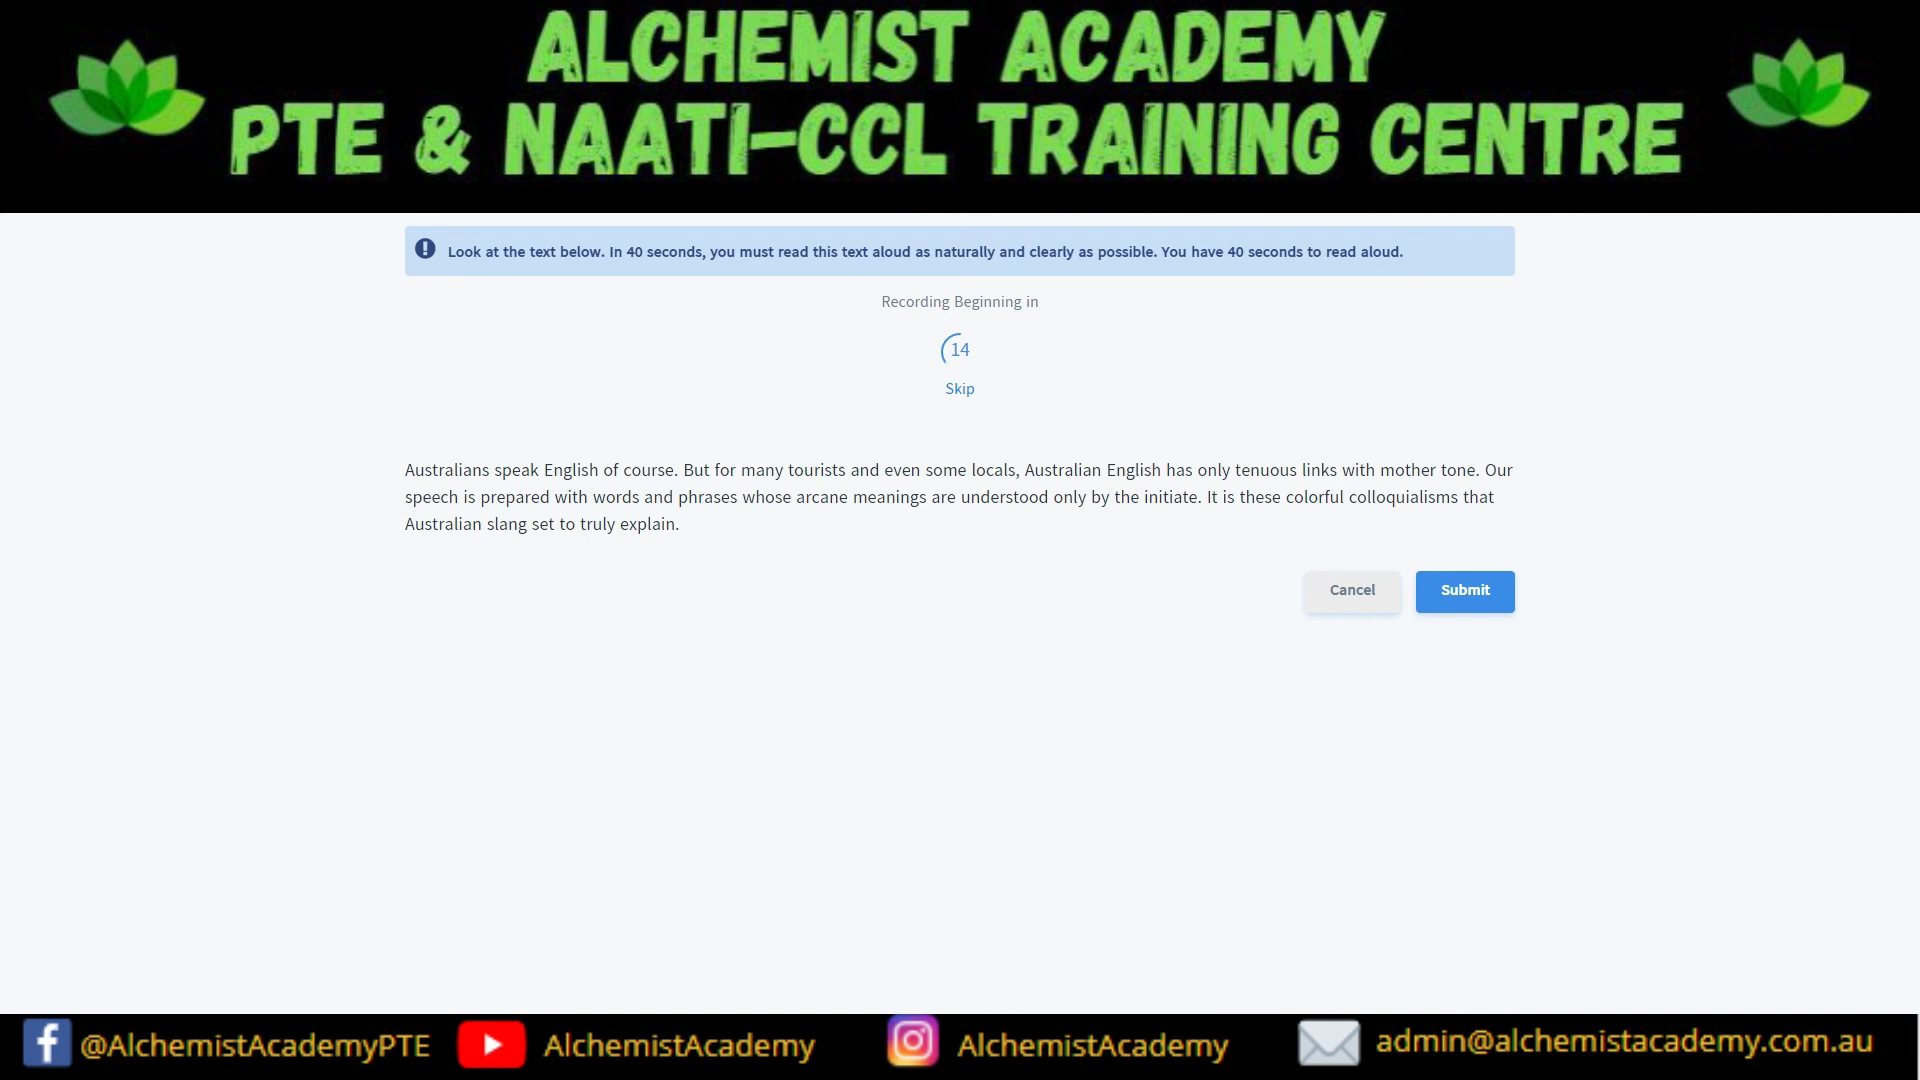 ALCHEMIST ACADEMY
PTE & NAATI-CCL TRAINING CENTRE
Look at the text below. In 40 seconds, you must read this text aloud as naturally and clearly as possible. You have 40 seconds to read aloud.
Recording Beginning in
14
Skip
Australians speak English of course. But for many tourists and even some locals, Australian English has only tenuous links with mother tone. Our
speech is prepared with words and phrases whose arcane meanings are understood only by the initiate. It is these colorful colloquialisms that
Australian slang set to truly explain.
Cancel Submit
@AlchemistAcademyPTE AlchemistAcademy AlchemistAcademy admin@alchemistacademy.com.au